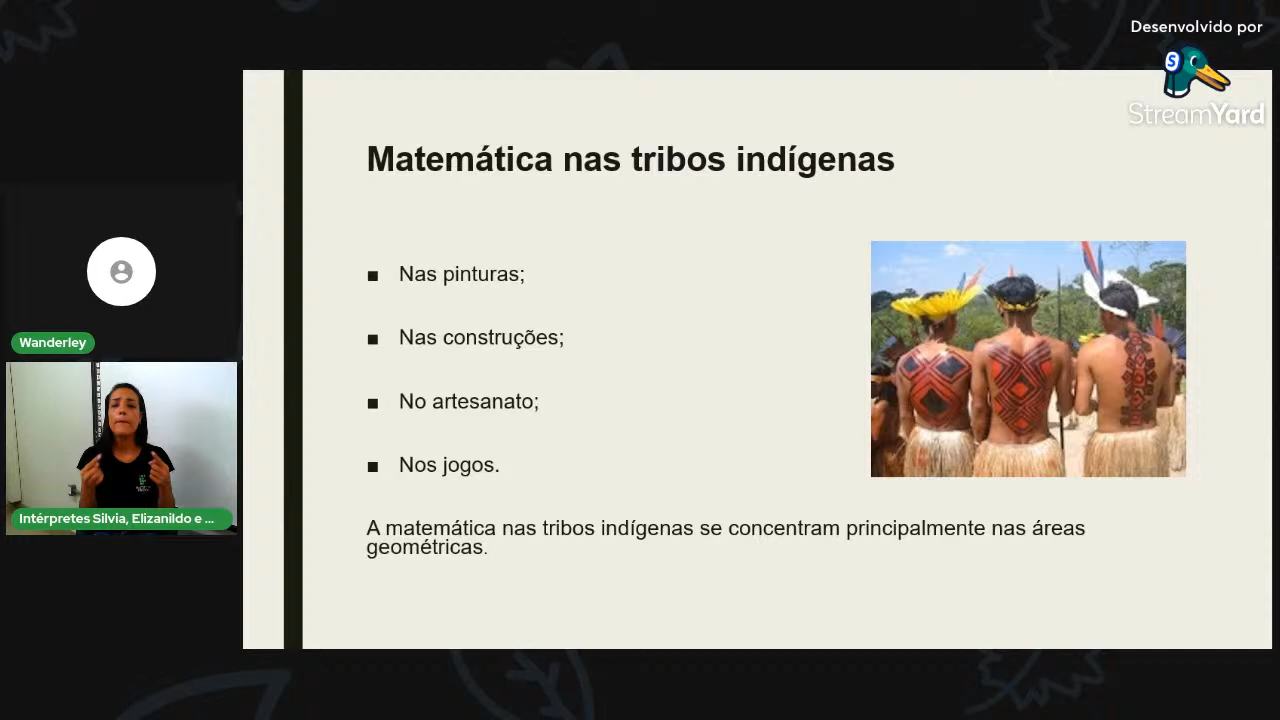 Desenvolvido por
StreamYard
Matemática nas tribos indígenas
Nas pinturas;
Nas construções;
No artesanato;
Nos jogos.
A matemática nas tribos indígenas se concentram principalmente nas áreas
geométricas.
Wanderley
Intérpretes Silvia, Elizanildo e ...